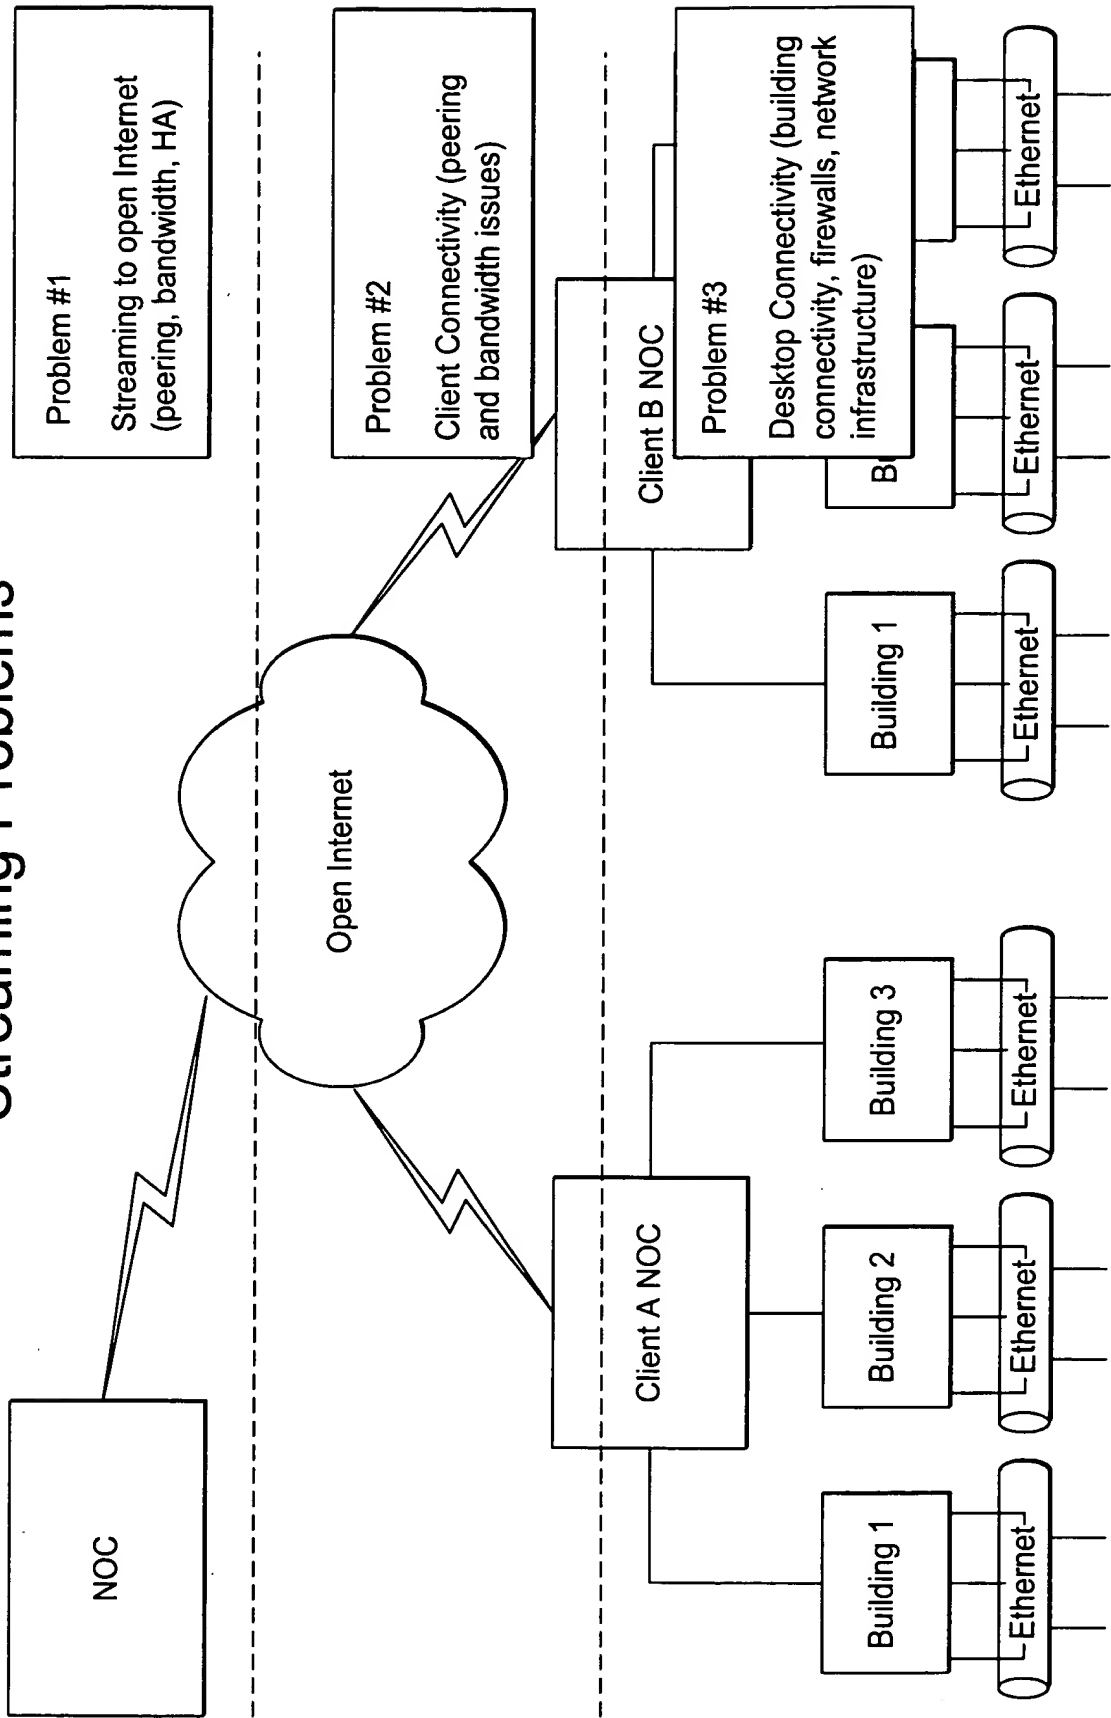 Streaming Problems
NOC
Problem #1
Streaming to open Internet
(peering, bandwidth, HA)
Open Internet
Problem #2
Client Connectivity (peering
and bandwidth issues)
Client A NOC
Client B NOC
Problem #3
Desktop Connectivity (building
connectivity, firewalls, network
infrastructure)
Building 1
Building 2
Building 3
Building 1
Ethernet
Ethernet
Ethernet
Ethernet
Ethernet
Ethernet